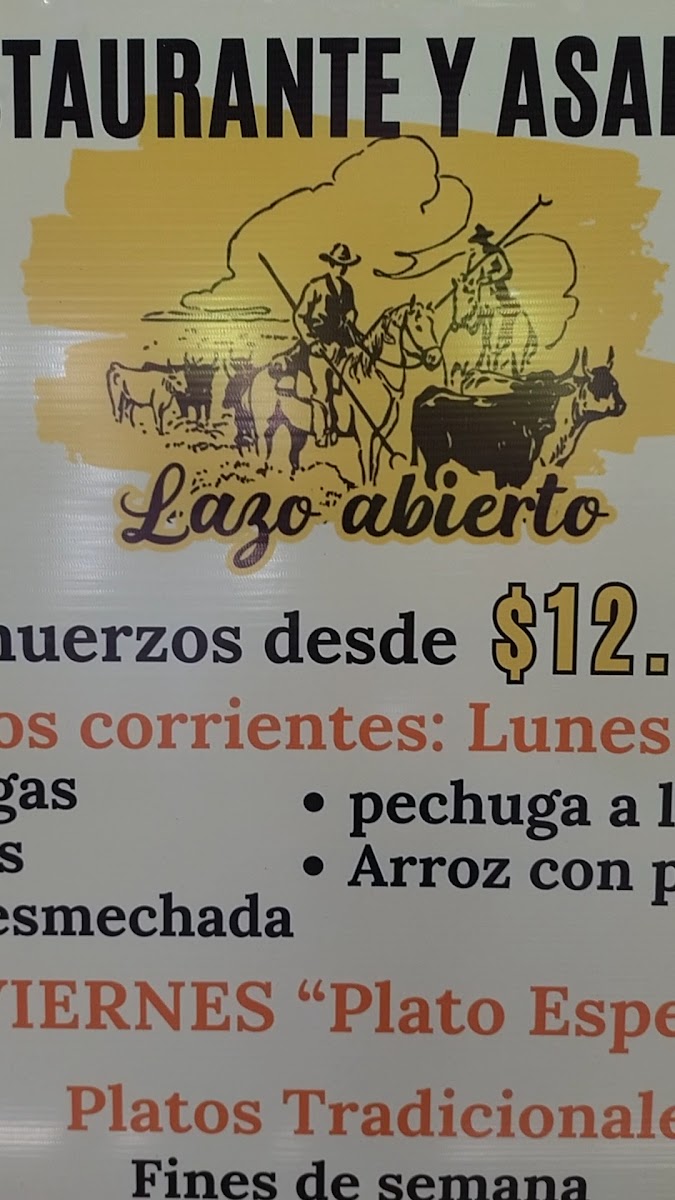 STAURANTE Y ASA
Lazo abierto
uerzos desde $12.
os corrientes: Lunes
gas
• pechuga a l
s
• Arroz con p
esmechada
VIERNES “Plato Espe
Platos Tradicionale
Fines de semana